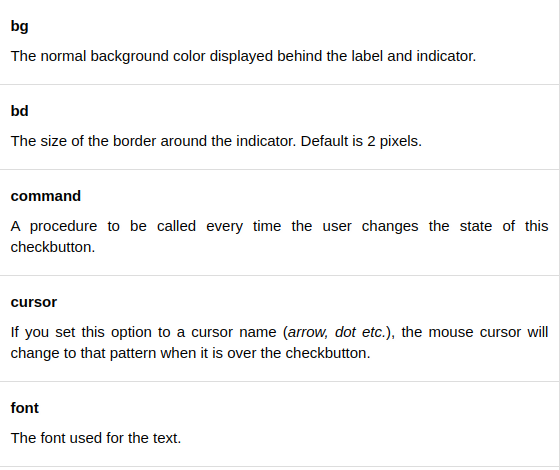 bg
The normal background color displayed behind the label and indicator.
bd
The size of the border around the indicator. Default is 2 pixels.
command
A procedure to be called every time the user changes the state of this
checkbutton.
cursor
If you set this option to a cursor name (arrow, dot etc.), the mouse cursor will
change to that pattern when it is over the checkbutton.
font
The font used for the text.